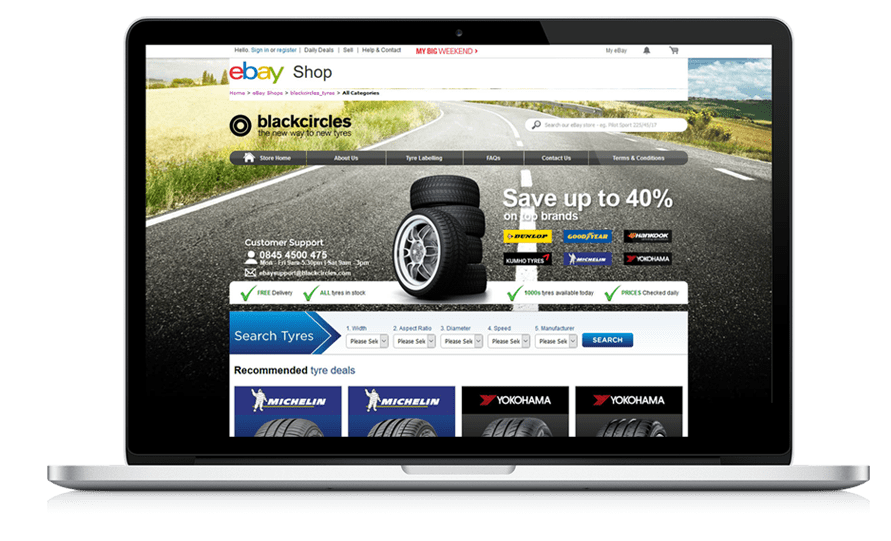 Hello. Sign in or register | Daily Deals | Sell | Help & Contact MY BIG WEEKEND > My eBay
ebay Shop
Home > eBay Shops > blackcircles_tyres > All Categories
blackcircles
the new way to new tyres
Search our eBay store - eg. Pilot Sport 225/45/17
Store Home About Us Tyre Labelling FAQs Contact Us Terms & Conditions
Save up to 40%
on top brands
DUNLOP GOODYEAR HANKOOK
KUMHO TYRES MICHELIN YOKOHAMA
Customer Support
0845 4500 475
Mon - Fri 9am-5:30pm | Sat 9am - 3pm
ebaysupport@blackcircles.com
FREE Delivery ALL tyres in stock 1000s tyres available today PRICES Checked daily
Search Tyres
1. Width 2. Aspect Ratio 3. Diameter 4. Speed 5. Manufacturer
Please Sel Please Sel Please Sel Please Sel Please Sel SEARCH
Recommended tyre deals
MICHELIN MICHELIN YOKOHAMA YOKOHAMA